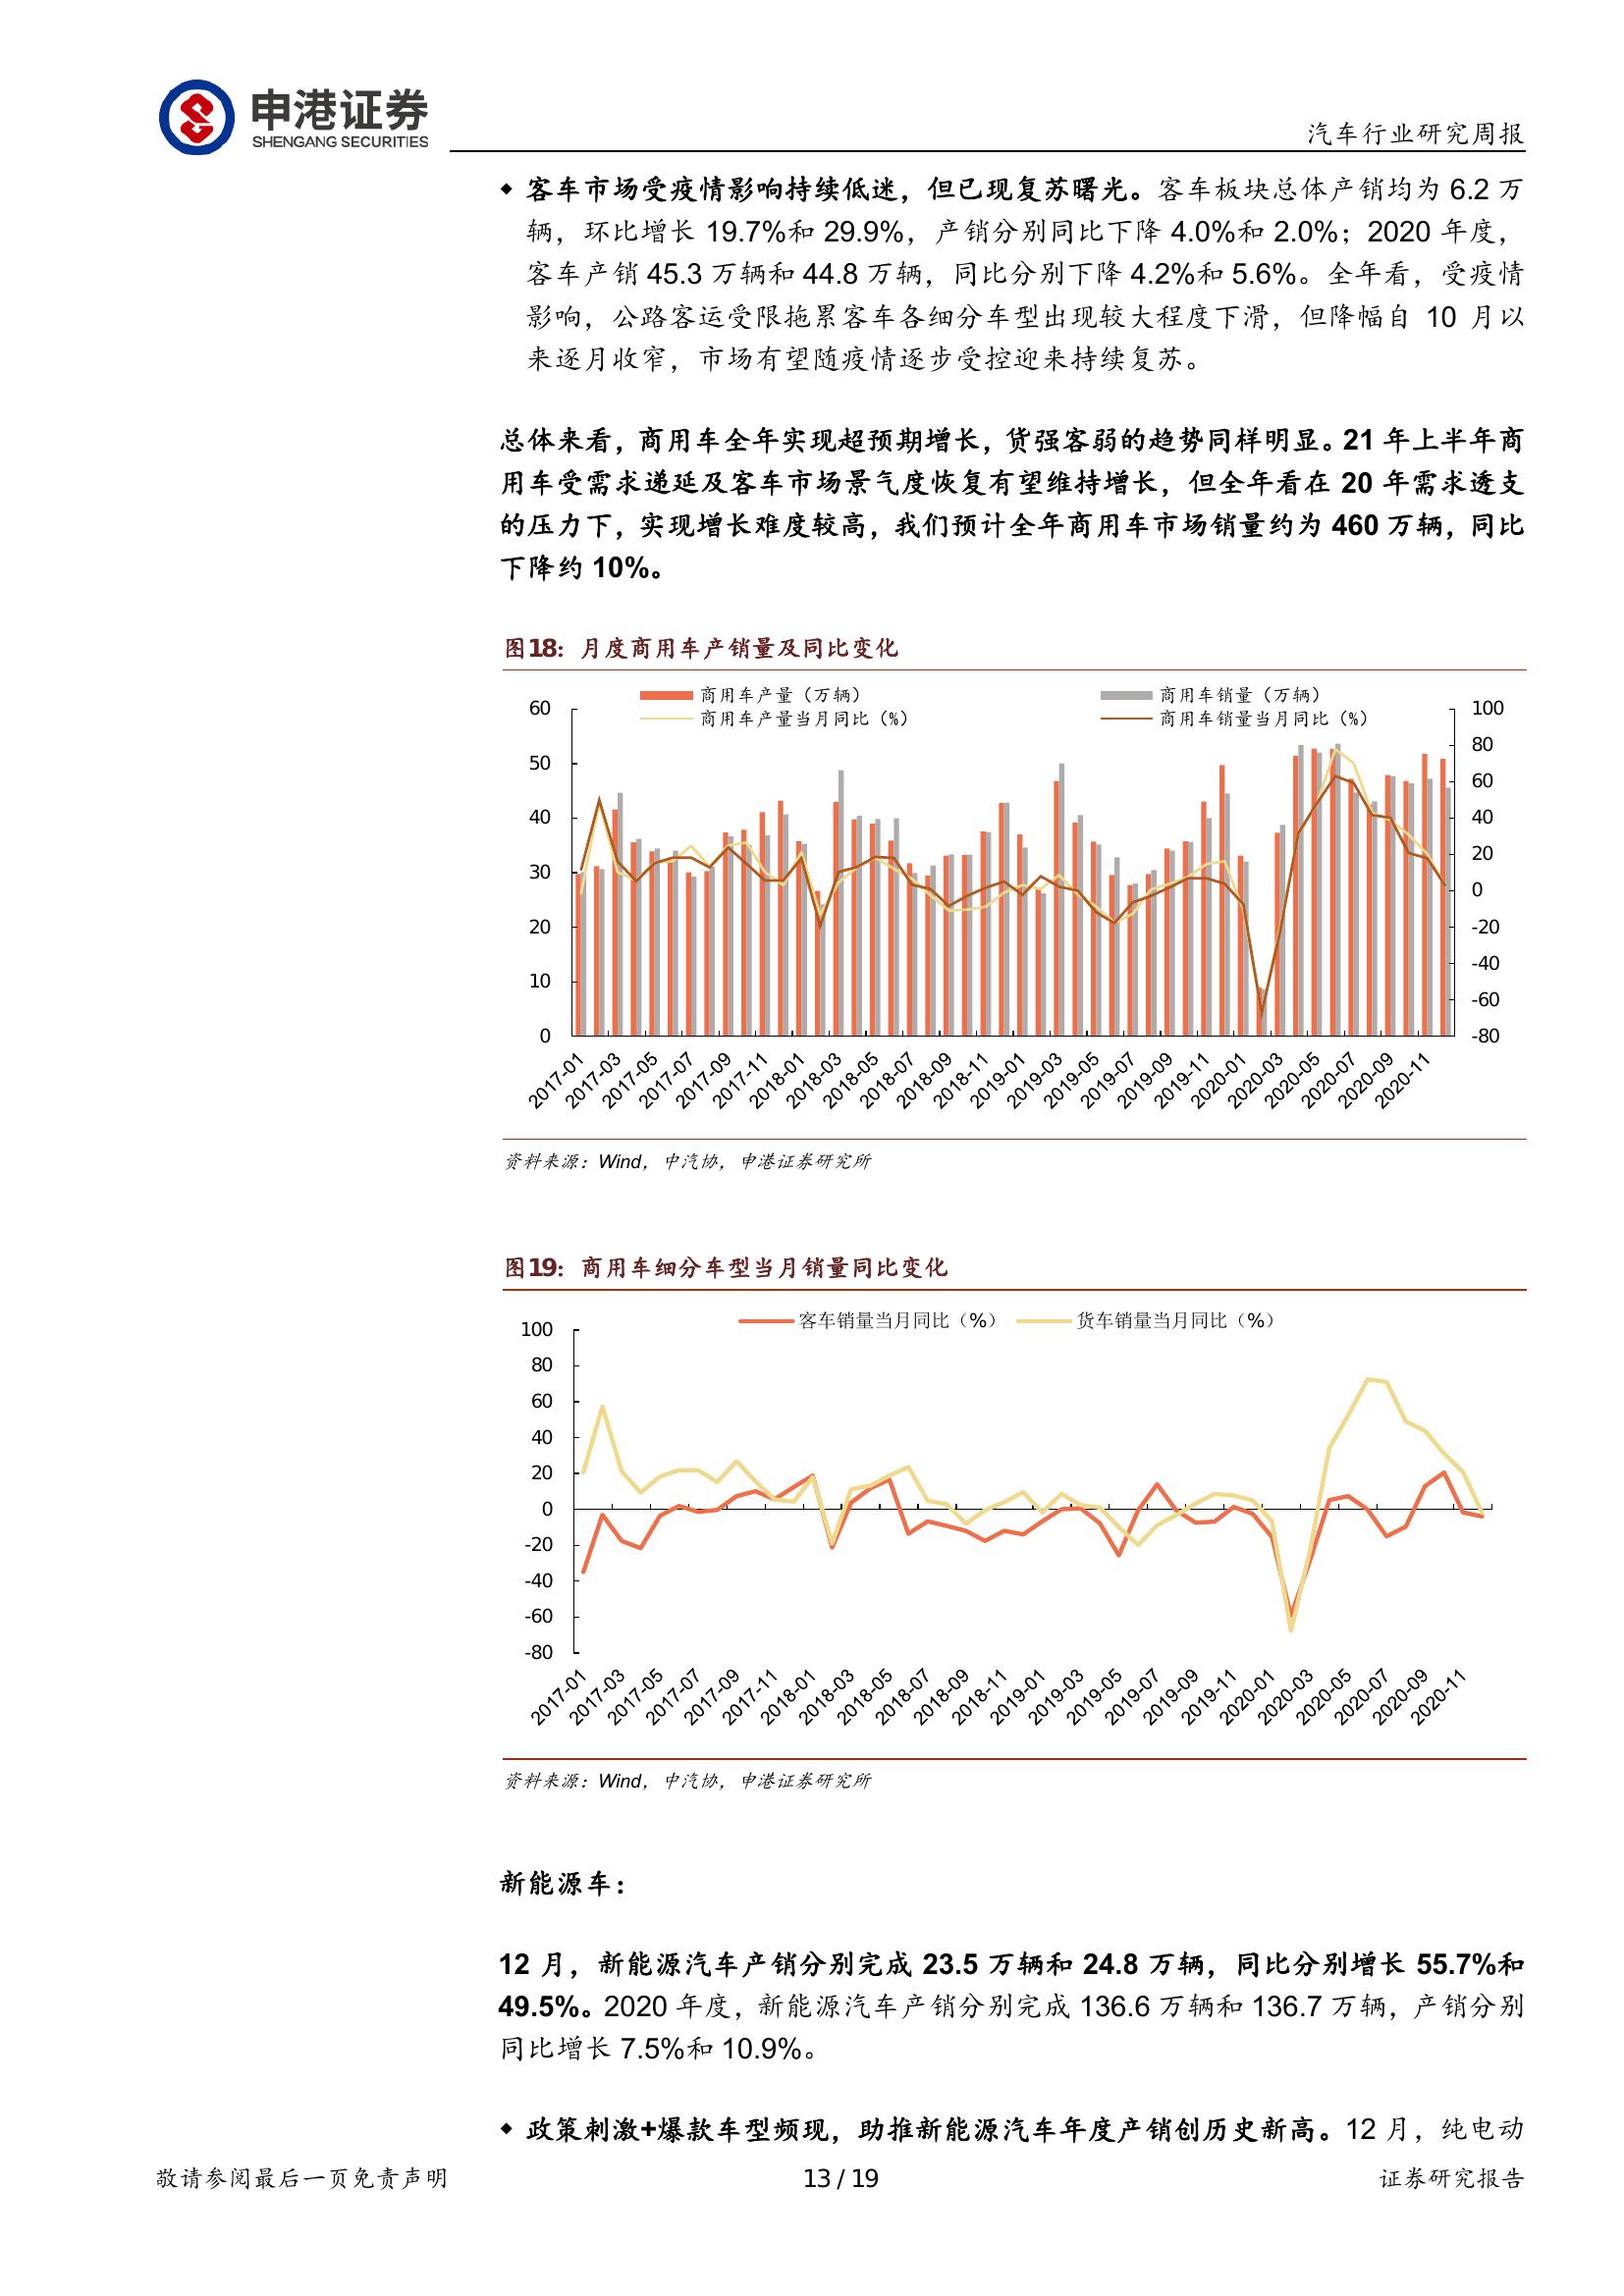 申港证券
SHENGANG SECURITIES
汽车行业研究周报
◆ 客车市场受疫情影响持续低迷，但已现复苏曙光。客车板块总体产销均为 6.2 万
辆，环比增长 19.7%和 29.9%，产销分别同比下降 4.0%和 2.0%；2020 年度，
客车产销 45.3 万辆和 44.8 万辆，同比分别下降 4.2%和 5.6%。全年看，受疫情
影响，公路客运受限拖累客车各细分车型出现较大程度下滑，但降幅自 10 月以
来逐月收窄，市场有望随疫情逐步受控迎来持续复苏。
总体来看，商用车全年实现超预期增长，货强客弱的趋势同样明显。21 年上半年商
用车受需求递延及客车市场景气度恢复有望维持增长，但全年看在 20 年需求透支
的压力下，实现增长难度较高，我们预计全年商用车市场销量约为 460 万辆，同比
下降约 10%。
图18：月度商用车产销量及同比变化
商用车产量（万辆） 商用车销量（万辆）
商用车产量当月同比（%） 商用车销量当月同比（%）
60 100
80
50
60
40 40
20
30
0
20 -20
-40
10
-60
0 -80
2017-01 2017-03 2017-05 2017-07 2017-09 2017-11 2018-01 2018-03 2018-05 2018-07 2018-09 2018-11 2019-01 2019-03 2019-05 2019-07 2019-09 2019-11 2020-01 2020-03 2020-05 2020-07 2020-09 2020-11
资料来源：Wind，中汽协，申港证券研究所
图19：商用车细分车型当月销量同比变化
客车销量当月同比（%） 货车销量当月同比（%）
100
80
60
40
20
0
-20
-40
-60
-80
2017-01 2017-03 2017-05 2017-07 2017-09 2017-11 2018-01 2018-03 2018-05 2018-07 2018-09 2018-11 2019-01 2019-03 2019-05 2019-07 2019-09 2019-11 2020-01 2020-03 2020-05 2020-07 2020-09 2020-11
资料来源：Wind，中汽协，申港证券研究所
新能源车：
12 月，新能源汽车产销分别完成 23.5 万辆和 24.8 万辆，同比分别增长 55.7%和
49.5%。2020 年度，新能源汽车产销分别完成 136.6 万辆和 136.7 万辆，产销分别
同比增长 7.5%和 10.9%。
◆ 政策刺激+爆款车型频现，助推新能源汽车年度产销创历史新高。12 月，纯电动
敬请参阅最后一页免责声明 13 / 19 证券研究报告